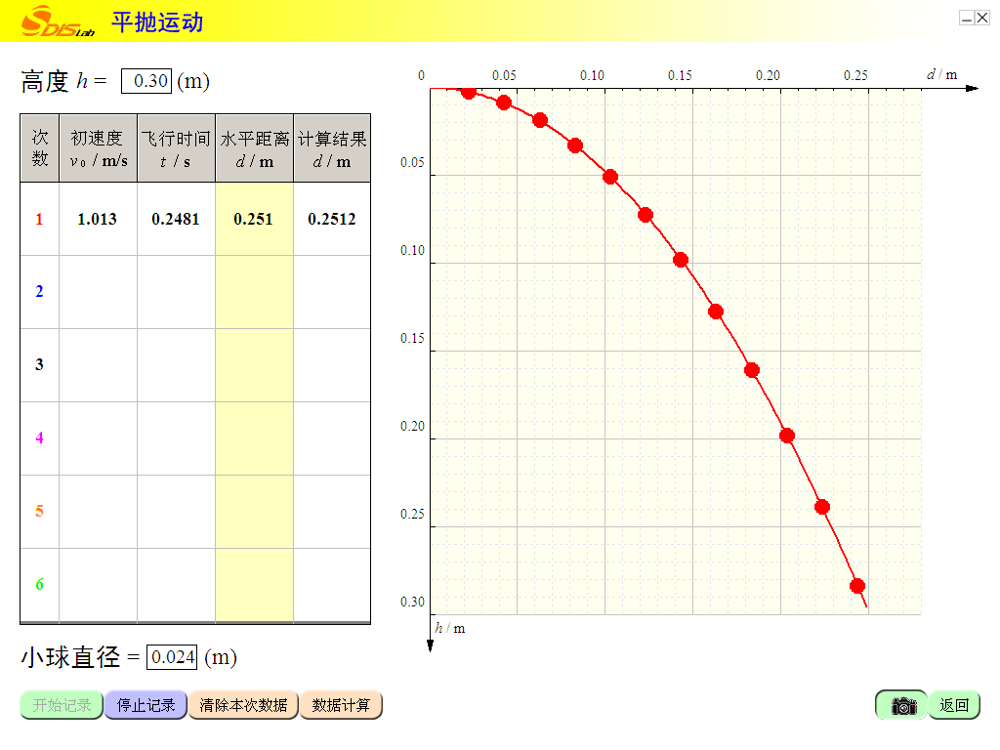 SDISLab 平抛运动
高度 h = 0.30 (m)
次数 初速度 v₀ / m/s 飞行时间 t / s 水平距离 d / m 计算结果 d / m
1 1.013 0.2481 0.251 0.2512
2
3
4
5
6
小球直径 = 0.024 (m)
开始记录 停止记录 清除本次数据 数据计算
0 0.05 0.10 0.15 0.20 0.25 d / m
0.05
0.10
0.15
0.20
0.25
0.30
h / m
返回